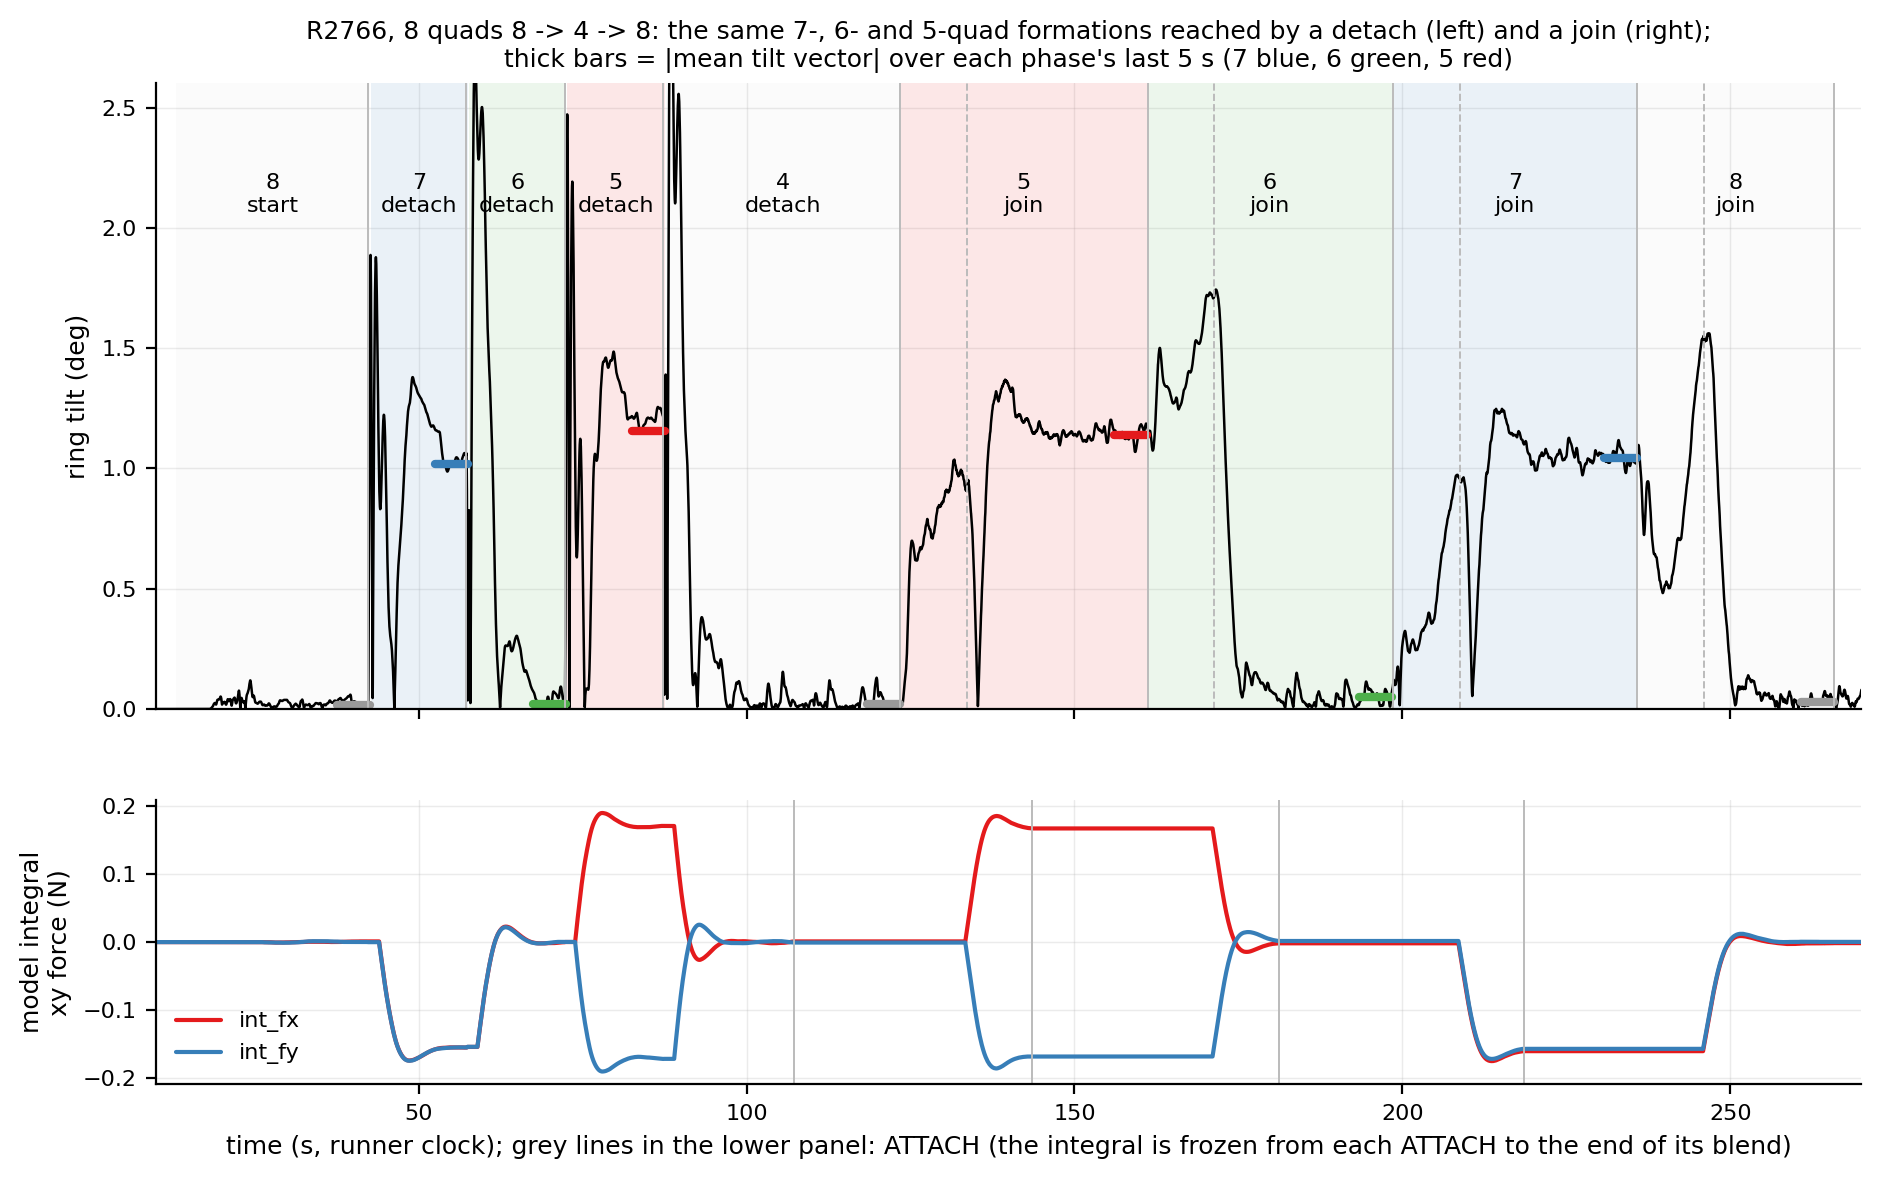 R2766, 8 quads 8 -> 4 -> 8: the same 7-, 6- and 5-quad formations reached by a detach (left) and a join (right);
thick bars = |mean tilt vector| over each phase's last 5 s (7 blue, 6 green, 5 red)
ring tilt (deg)
2.5
2.0
1.5
1.0
0.5
0.0
8
start
7
detach
6
detach
5
detach
4
detach
5
join
6
join
7
join
8
join
model integral
xy force (N)
0.2
0.1
0.0
−0.1
−0.2
int_fx
int_fy
50
100
150
200
250
time (s, runner clock); grey lines in the lower panel: ATTACH (the integral is frozen from each ATTACH to the end of its blend)